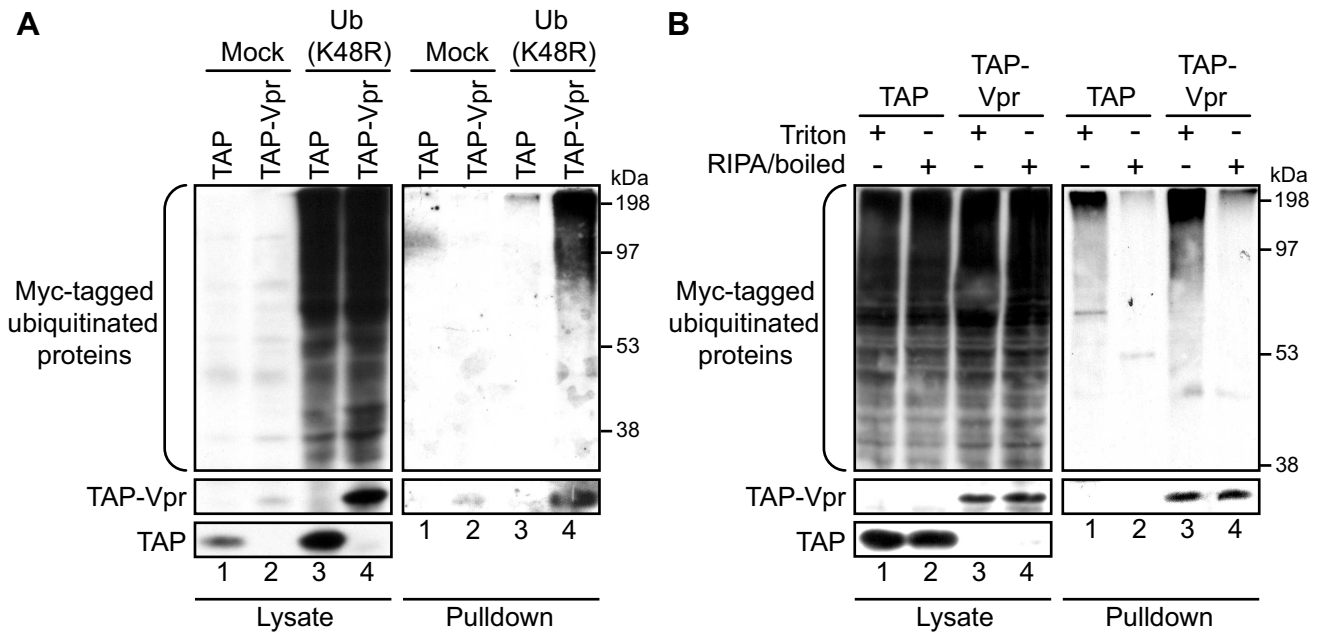 A
Ub
Ub
Mock (K48R) Mock (K48R)
TAP TAP-Vpr TAP TAP-Vpr TAP TAP-Vpr TAP TAP-Vpr
kDa
198
97
Myc-tagged
ubiquitinated
proteins
53
38
TAP-Vpr
1 2 3 4
TAP
1 2 3 4
Lysate Pulldown
B
TAP- TAP-
TAP Vpr TAP Vpr
Triton + - + - + - + -
RIPA/boiled - + - + - + - +
kDa
198
97
Myc-tagged
ubiquitinated
proteins
53
38
TAP-Vpr
1 2 3 4
TAP
1 2 3 4
Lysate Pulldown